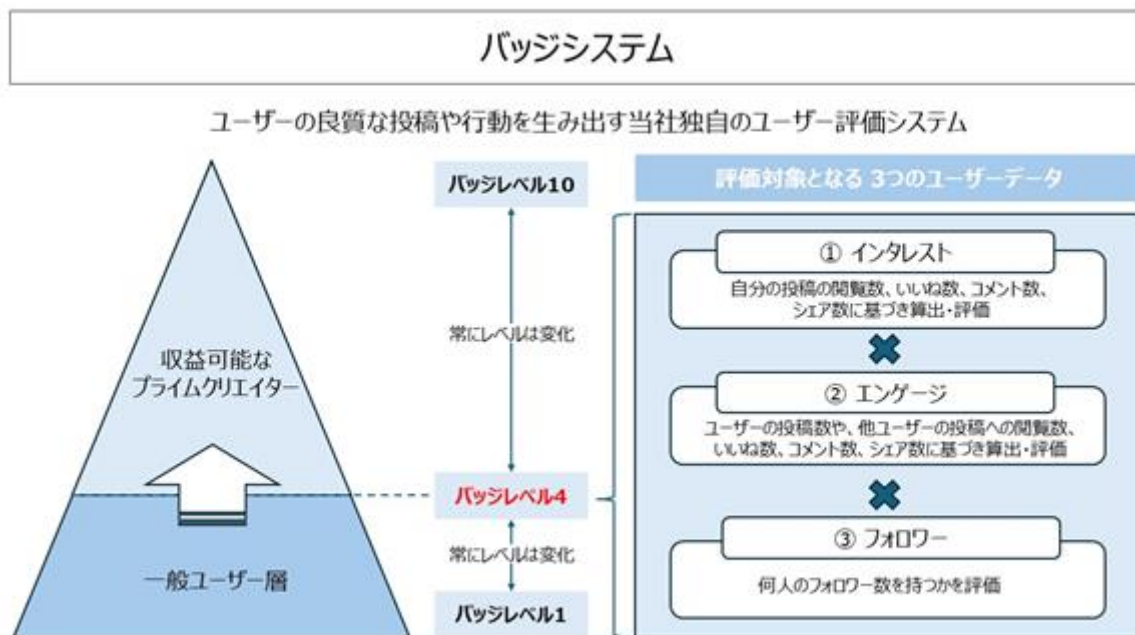 バッジシステム
ユーザーの良質な投稿や行動を生み出す当社独自のユーザー評価システム
収益可能な
プライムクリエイター
一般ユーザー層
バッジレベル10
常にレベルは変化
バッジレベル4
常にレベルは変化
バッジレベル1
評価対象となる 3つのユーザーデータ
① インタレスト
自分の投稿の閲覧数、いいね数、コメント数、
シェア数に基づき算出・評価
② エンゲージ
ユーザーの投稿数や、他ユーザーの投稿への閲覧数、
いいね数、コメント数、シェア数に基づき算出・評価
③ フォロワー
何人のフォロワー数を持つかを評価